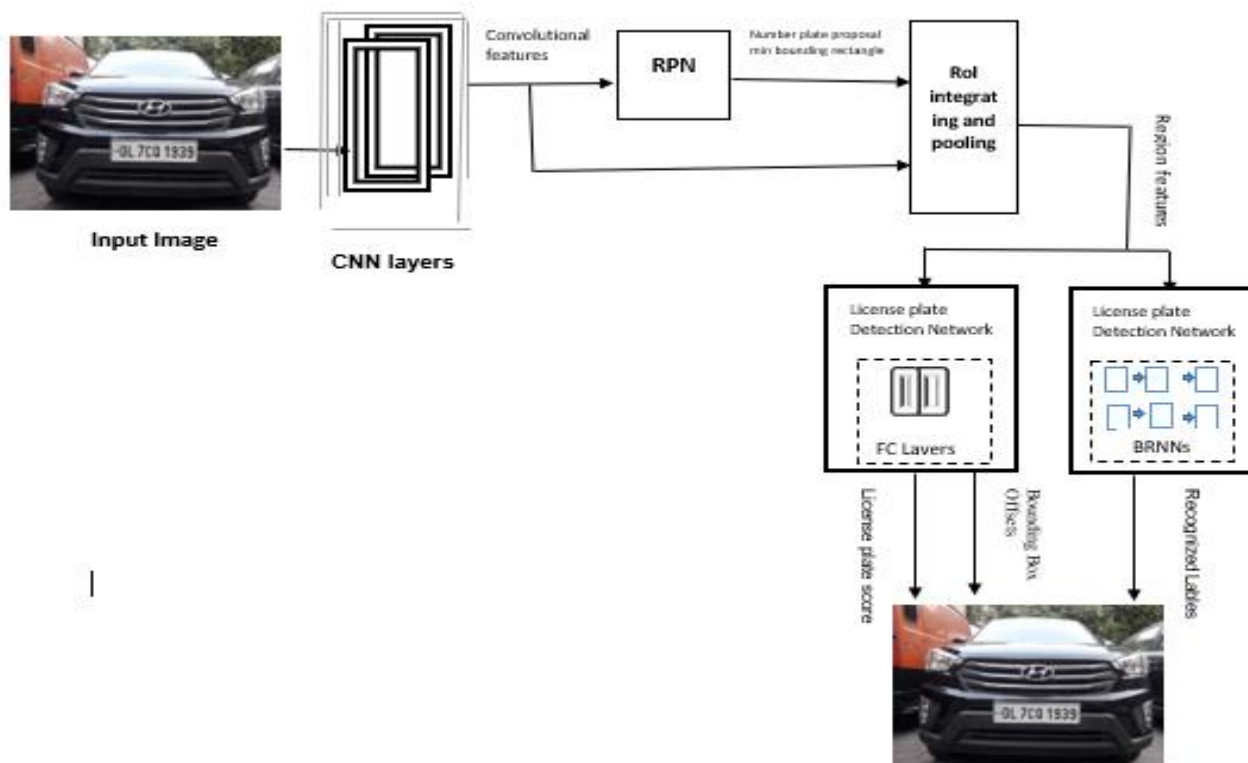 Convolutional
features
Number plate proposal
min bounding rectangle
RPN
RoI
integrat
ing and
pooling
Region features
DL 7CQ 1939
Input Image
CNN layers
License plate
Detection Network
FC Layers
License plate
Detection Network
BRNNs
License plate score
Bounding Box
Offsets
Recognized Lables
DL 7CQ 1939